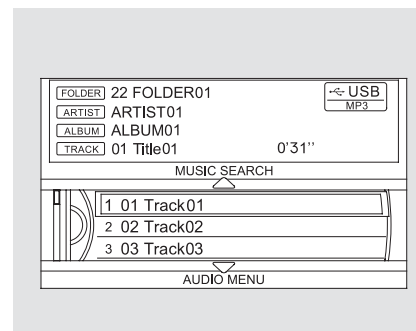 FOLDER 22 FOLDER01
USB
MP3
ARTIST ARTIST01
ALBUM ALBUM01
TRACK 01 Title01 0'31''
MUSIC SEARCH
1 01 Track01
2 02 Track02
3 03 Track03
AUDIO MENU